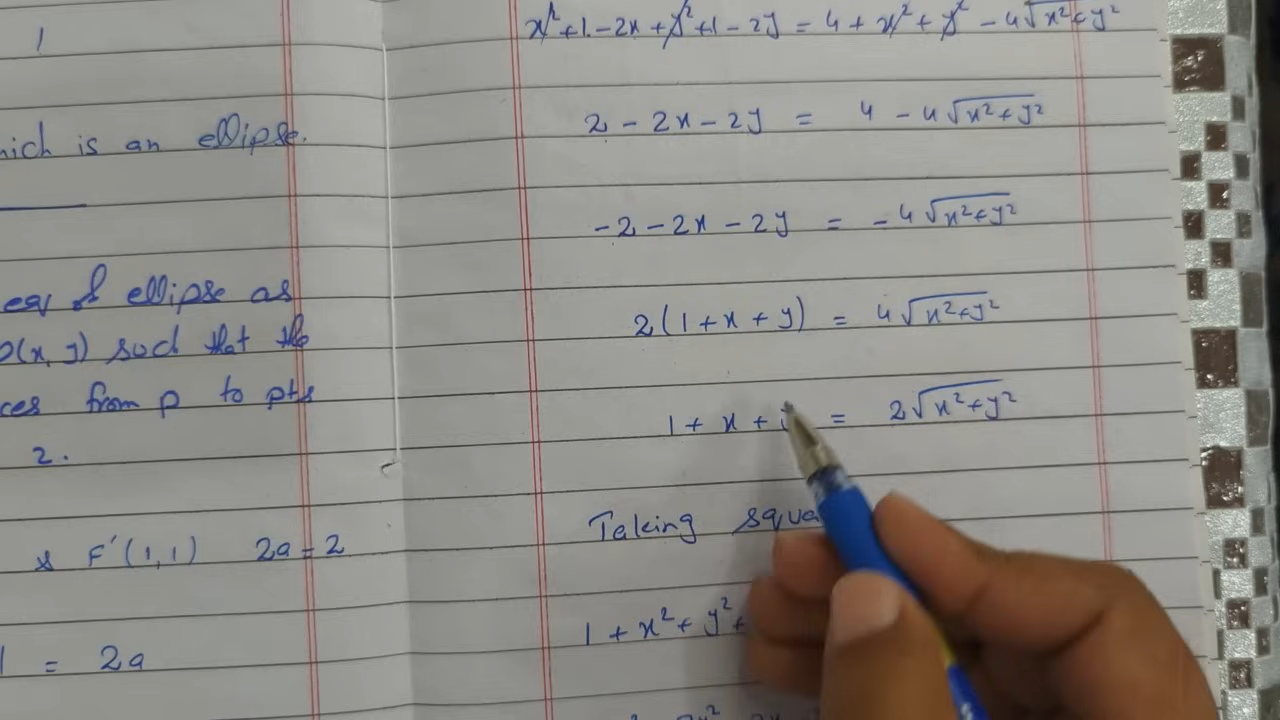 1
hich is an ellipse.
eq of ellipse as
P(x, y) such that the
ces from P to pts
2.
& F'(1,1) 2a = 2
= 2a
x²+1-2x+y²+1-2y = 4+x²+y²-4√x²+y²
2-2x-2y = 4-4√x²+y²
-2-2x-2y = -4√x²+y²
2(1+x+y) = 4√x²+y²
1+x+ = 2√x²+y²
Taking squa
1+x²+y²+